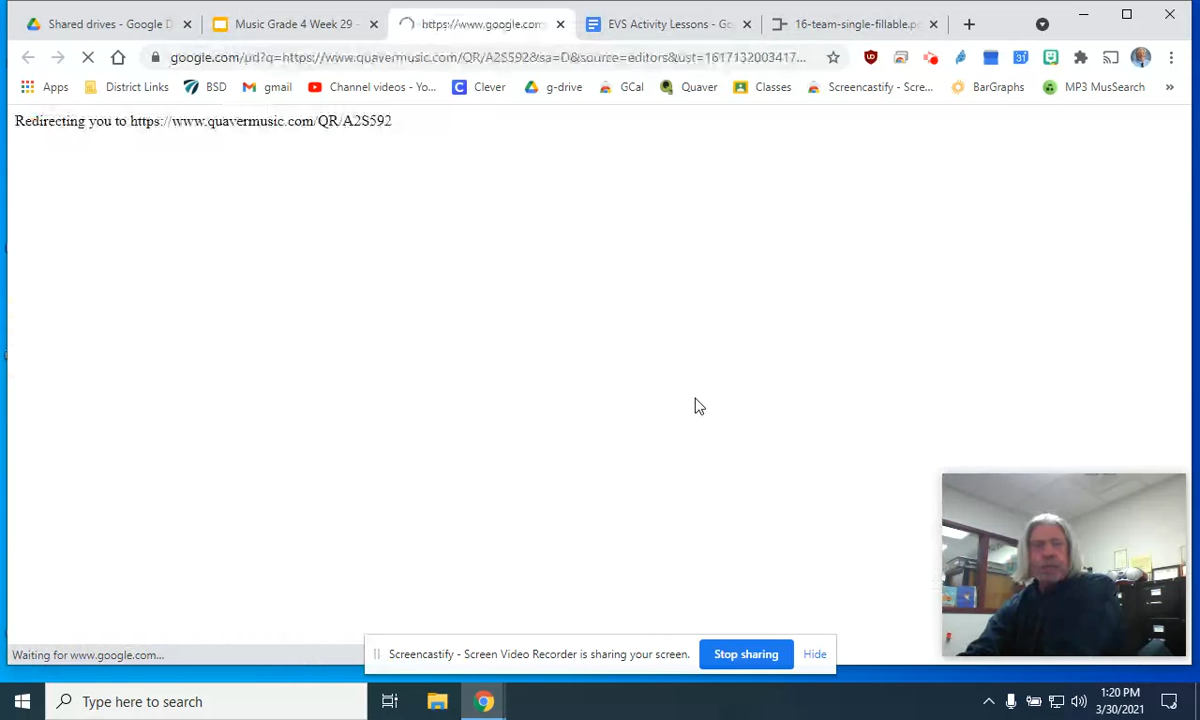 Shared drives - Google D
Music Grade 4 Week 29 -
https://www.google.com
EVS Activity Lessons - Go
16-team-single-fillable.p
google.com/url?q=https://www.quavermusic.com/QR/A2S592&sa=D&source=editors&ust=1617132003417...
Apps
District Links
BSD
gmail
Channel videos - Yo...
Clever
g-drive
GCal
Quaver
Classes
Screencastify - Scre...
BarGraphs
MP3 MusSearch
»
Redirecting you to https://www.quavermusic.com/QR/A2S592
Waiting for www.google.com...
Screencastify - Screen Video Recorder is sharing your screen.
Stop sharing
Hide
Type here to search
1:20 PM
3/30/2021